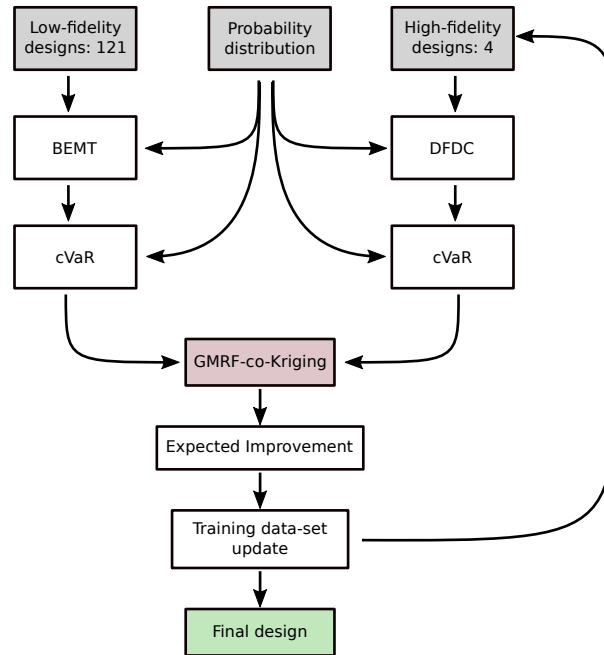 Low-fidelity
designs: 121
Probability
distribution
High-fidelity
designs: 4
BEMT
DFDC
cVaR
cVaR
GMRF-co-Kriging
Expected Improvement
Training data-set
update
Final design